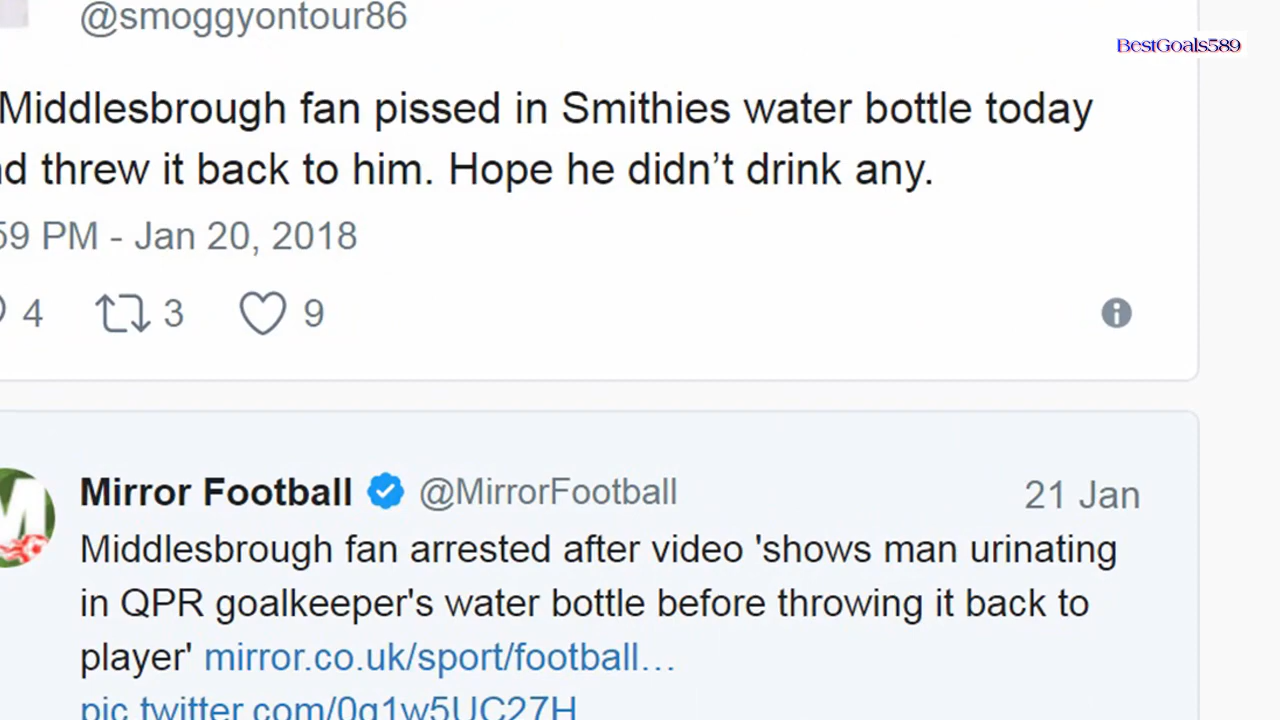 @smoggyontour86
BestGoals589
Middlesbrough fan pissed in Smithies water bottle today
threw it back to him. Hope he didn’t drink any.
PM - Jan 20, 2018
4 3 9
Mirror Football @MirrorFootball 21 Jan
Middlesbrough fan arrested after video 'shows man urinating
in QPR goalkeeper's water bottle before throwing it back to
player' mirror.co.uk/sport/football…
pic.twitter.com/0q1w5UC27H